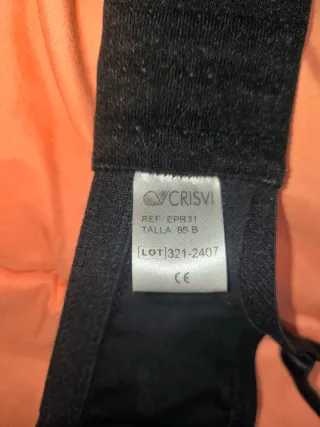 CRISVI
REF. EPR31
TALLA 85 B
LOT 321-2407
CE